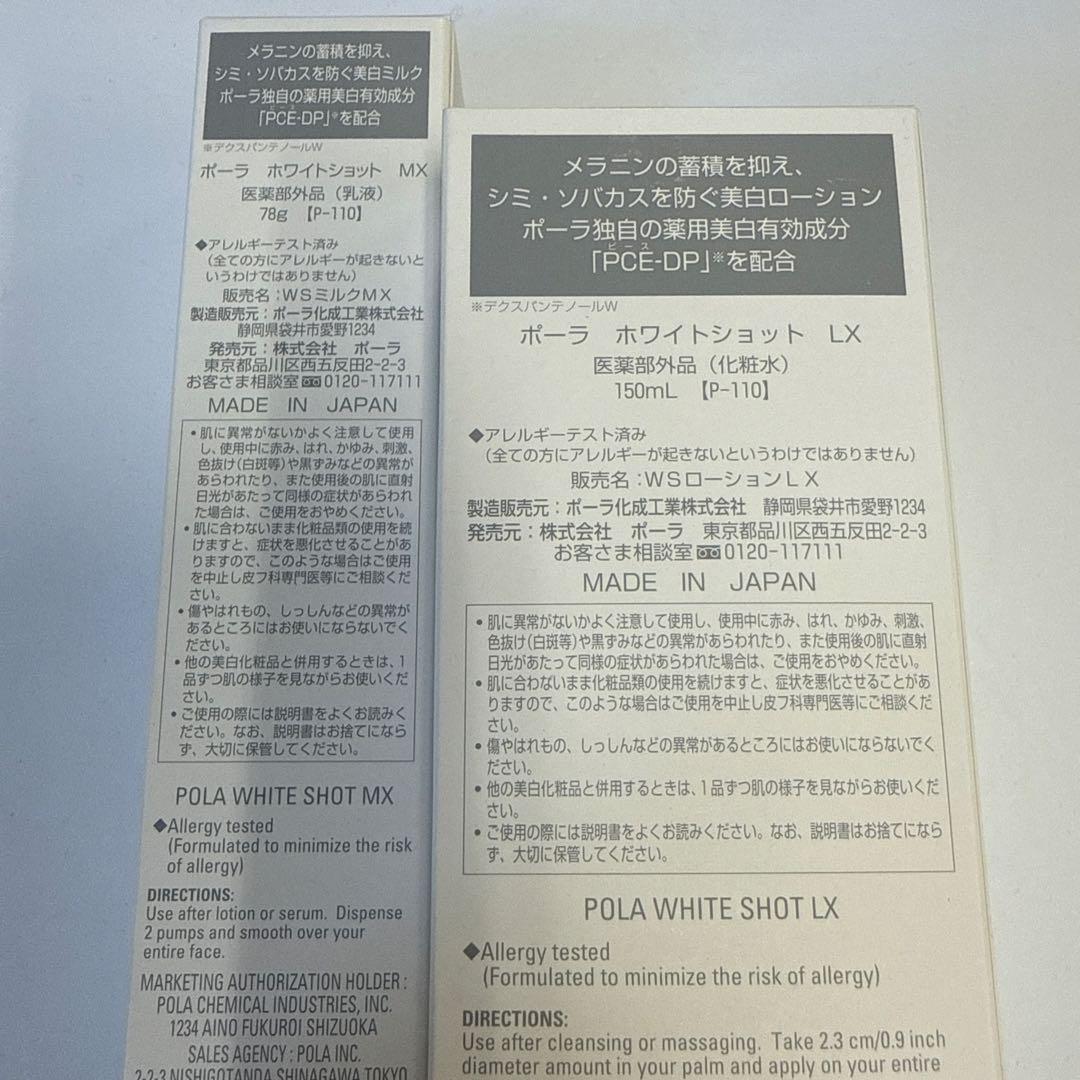 メラニンの蓄積を抑え、
シミ・ソバカスを防ぐ美白ミルク
ポーラ独自の薬用美白有効成分
ピース
「PCE-DP」※を配合
※デクスパンテノールW
ポーラ ホワイトショット MX
医薬部外品(乳液)
78g 【P-110】
◆アレルギーテスト済み
(全ての方にアレルギーが起きないと
いうわけではありません)
販売名:WSミルクMX
製造販売元:ポーラ化成工業株式会社
静岡県袋井市愛野1234
発売元:株式会社 ポーラ
東京都品川区西五反田2-2-3
お客さま相談室0120-117111
MADE IN JAPAN
・肌に異常がないかよく注意して使用
し、使用中に赤み、はれ、かゆみ、刺激、
色抜け(白斑等)や黒ずみなどの異常が
あらわれたり、また使用後の肌に直射
日光があたって同様の症状があらわれ
た場合は、ご使用をおやめください。
・肌に合わないまま化粧品類の使用を続
けますと、症状を悪化させることがあ
りますので、このような場合はご使用
を中止し皮フ科専門医等にご相談くだ
さい。
・傷やはれもの、しっしんなどの異常が
あるところにはお使いにならないでく
ださい。
・他の美白化粧品と併用するときは、1
品ずつ肌の様子を見ながらお使いくだ
さい。
・ご使用の際には説明書をよくお読みく
ださい。なお、説明書はお捨てになら
ず、大切に保管してください。
POLA WHITE SHOT MX
◆Allergy tested
(Formulated to minimize the risk
of allergy)
DIRECTIONS:
Use after lotion or serum. Dispense
2 pumps and smooth over your
entire face.
MARKETING AUTHORIZATION HOLDER :
POLA CHEMICAL INDUSTRIES, INC.
1234 AINO FUKUROI SHIZUOKA
SALES AGENCY : POLA INC.
2-2-3 NISHIGOTANDA SHINAGAWA TOKYO
メラニンの蓄積を抑え、
シミ・ソバカスを防ぐ美白ローション
ポーラ独自の薬用美白有効成分
ピース
「PCE-DP」※を配合
※デクスパンテノールW
ポーラ ホワイトショット LX
医薬部外品(化粧水)
150mL 【P-110】
◆アレルギーテスト済み
(全ての方にアレルギーが起きないというわけではありません)
販売名:WSローションLX
製造販売元:ポーラ化成工業株式会社 静岡県袋井市愛野1234
発売元:株式会社 ポーラ 東京都品川区西五反田2-2-3
お客さま相談室0120-117111
MADE IN JAPAN
・肌に異常がないかよく注意して使用し、使用中に赤み、はれ、かゆみ、刺激、
色抜け(白斑等)や黒ずみなどの異常があらわれたり、また使用後の肌に直射
日光があたって同様の症状があらわれた場合は、ご使用をおやめください。
・肌に合わないまま化粧品類の使用を続けますと、症状を悪化させることがあ
りますので、このような場合はご使用を中止し皮フ科専門医等にご相談くだ
さい。
・傷やはれもの、しっしんなどの異常があるところにはお使いにならないでく
ださい。
・他の美白化粧品と併用するときは、1品ずつ肌の様子を見ながらお使いくだ
さい。
・ご使用の際には説明書をよくお読みください。なお、説明書はお捨てになら
ず、大切に保管してください。
POLA WHITE SHOT LX
◆Allergy tested
(Formulated to minimize the risk of allergy)
DIRECTIONS:
Use after cleansing or massaging. Take 2.3 cm/0.9 inch
diameter amount in your palm and apply on your entire